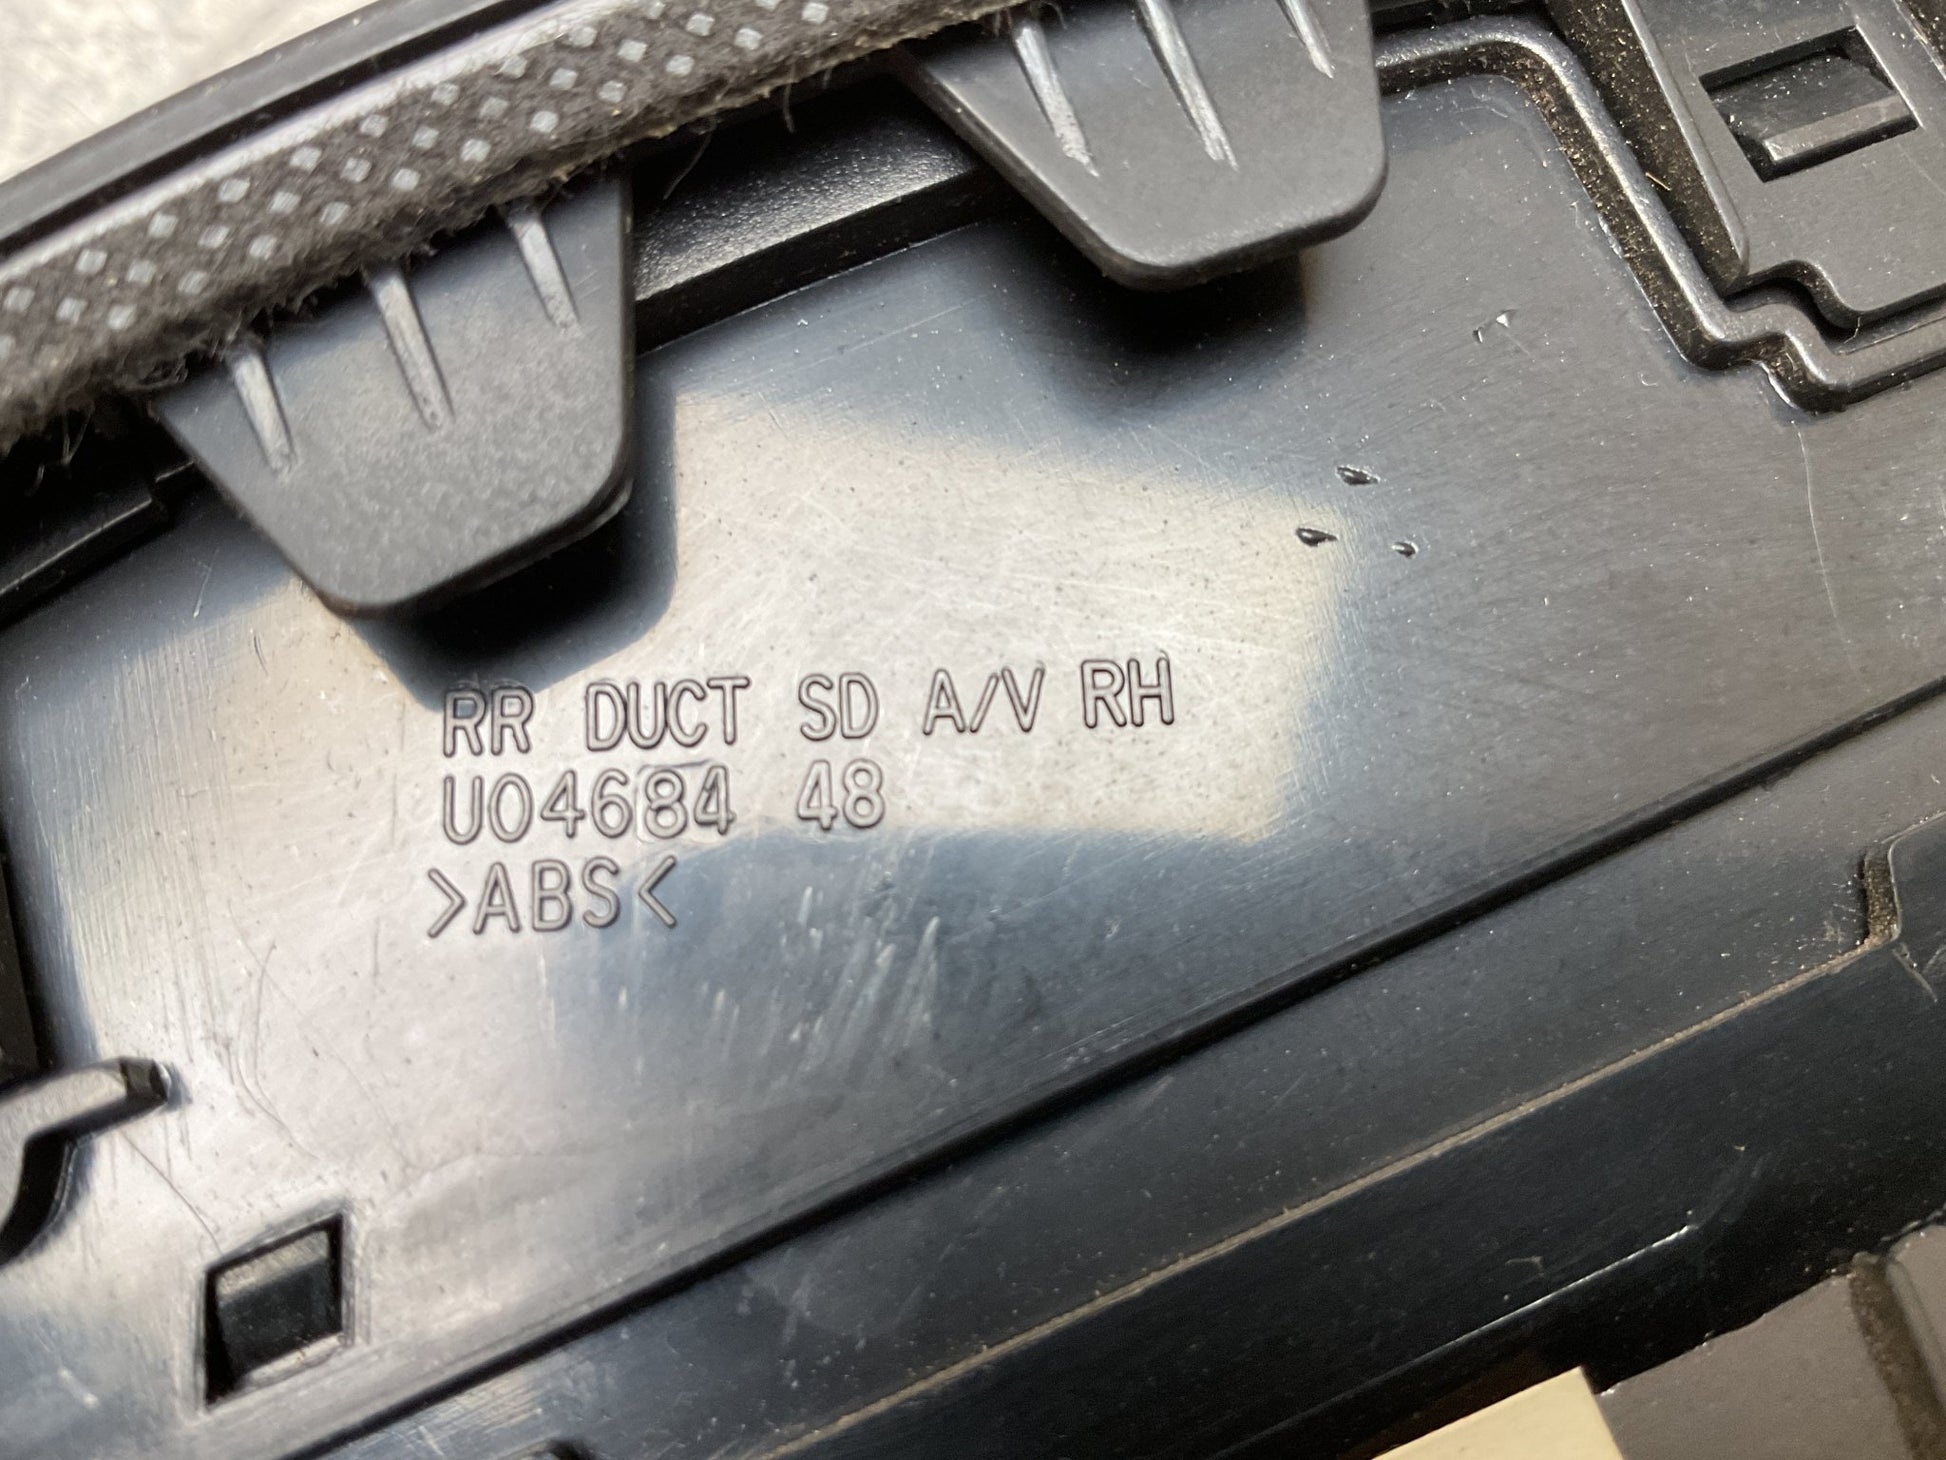 RR DUCT SD A/V RH
U04684 48
>ABS<